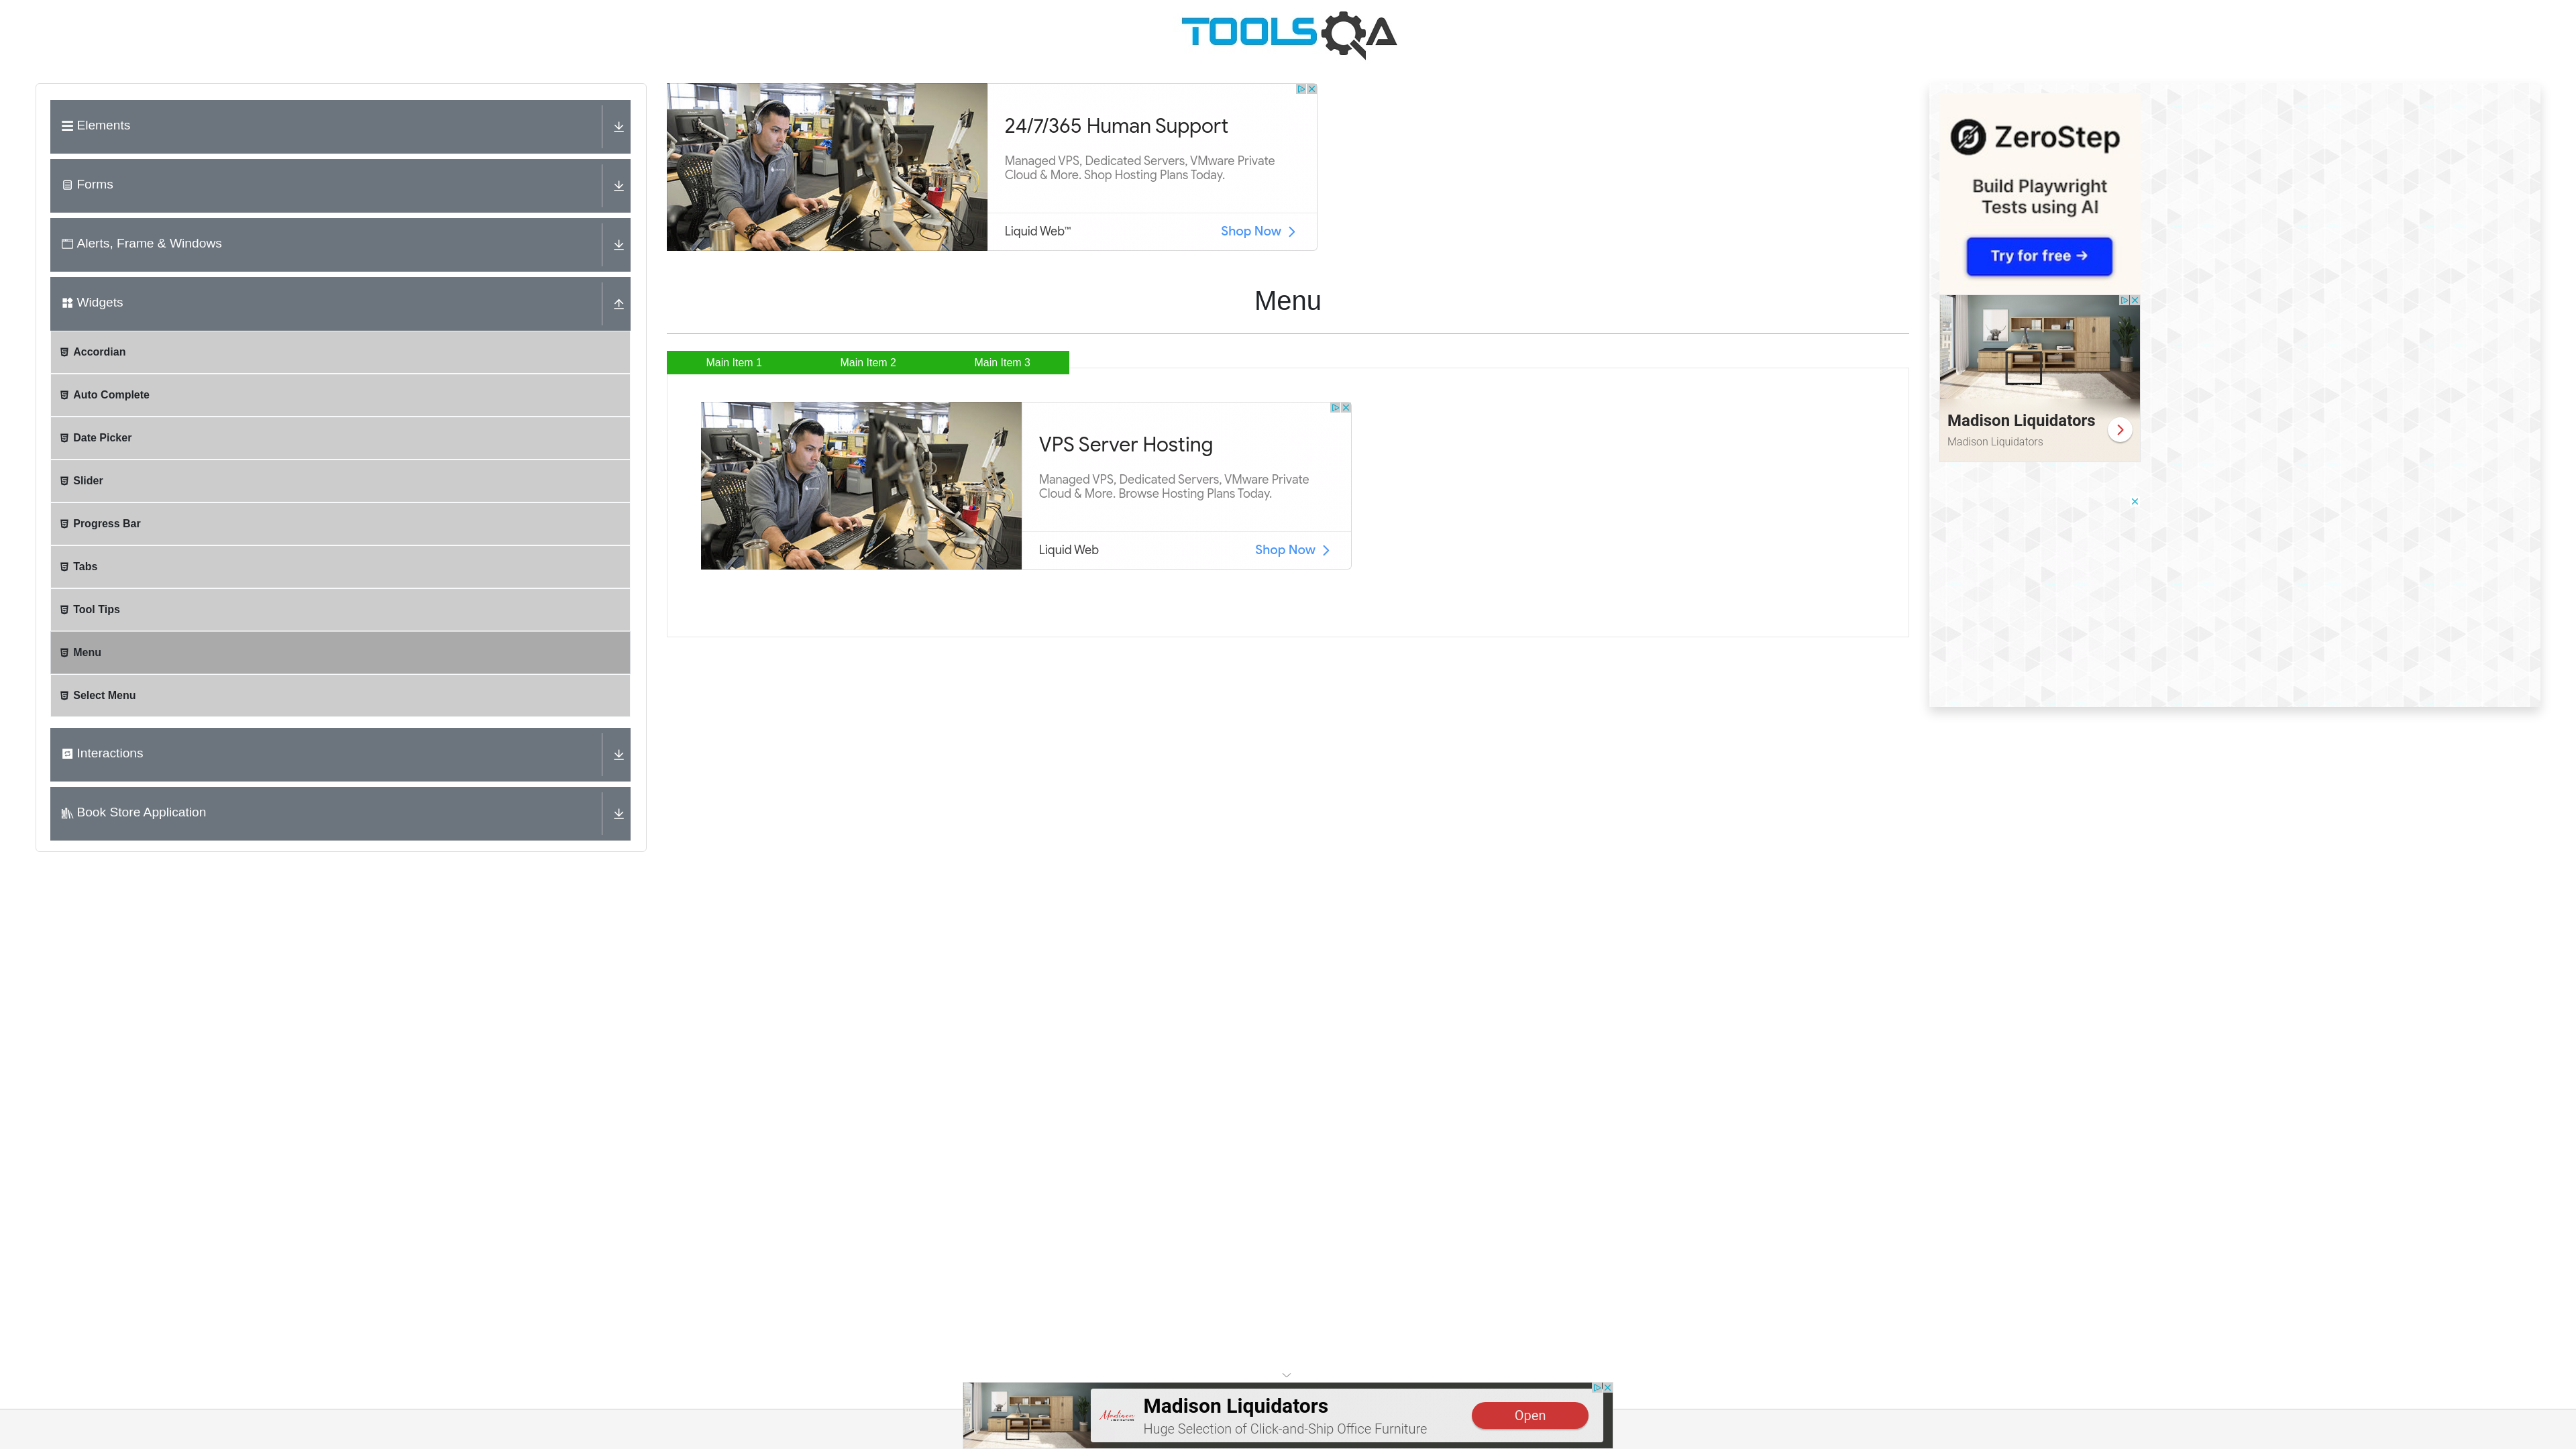 TOOLSQA
Elements
Forms
Alerts, Frame & Windows
Widgets
Accordian
Auto Complete
Date Picker
Slider
Progress Bar
Tabs
Tool Tips
Menu
Select Menu
Interactions
Book Store Application
24/7/365 Human Support
Managed VPS, Dedicated Servers, VMware Private
Cloud & More. Shop Hosting Plans Today.
Liquid Web™
Shop Now
Menu
Main Item 1
Main Item 2
Main Item 3
VPS Server Hosting
Managed VPS, Dedicated Servers, VMware Private
Cloud & More. Browse Hosting Plans Today.
Liquid Web
Shop Now
ZeroStep
Build Playwright
Tests using AI
Try for free →
Madison Liquidators
Madison Liquidators
Madison
LIQUIDATORS
Madison Liquidators
Huge Selection of Click-and-Ship Office Furniture
Open